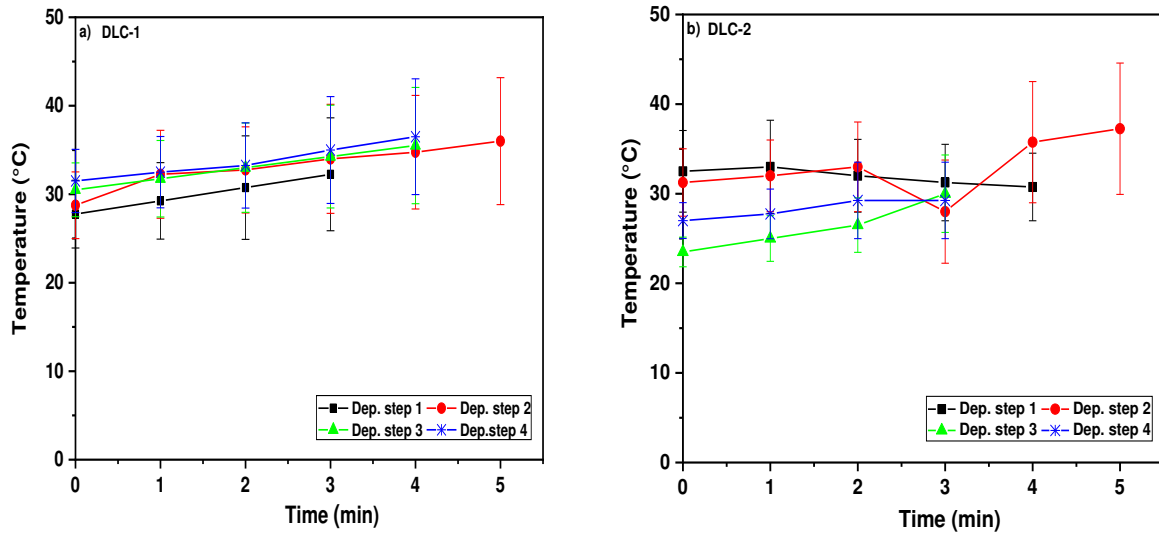 a) DLC-1
Temperature (°C)
50
40
30
20
10
0
Dep. step 1 Dep. step 2
Dep. step 3 Dep.step 4
0 1 2 3 4 5
Time (min)
b) DLC-2
Temperature (°C)
50
40
30
20
10
0
Dep. step 1 Dep. step 2
Dep. step 3 Dep. step 4
0 1 2 3 4 5
Time (min)